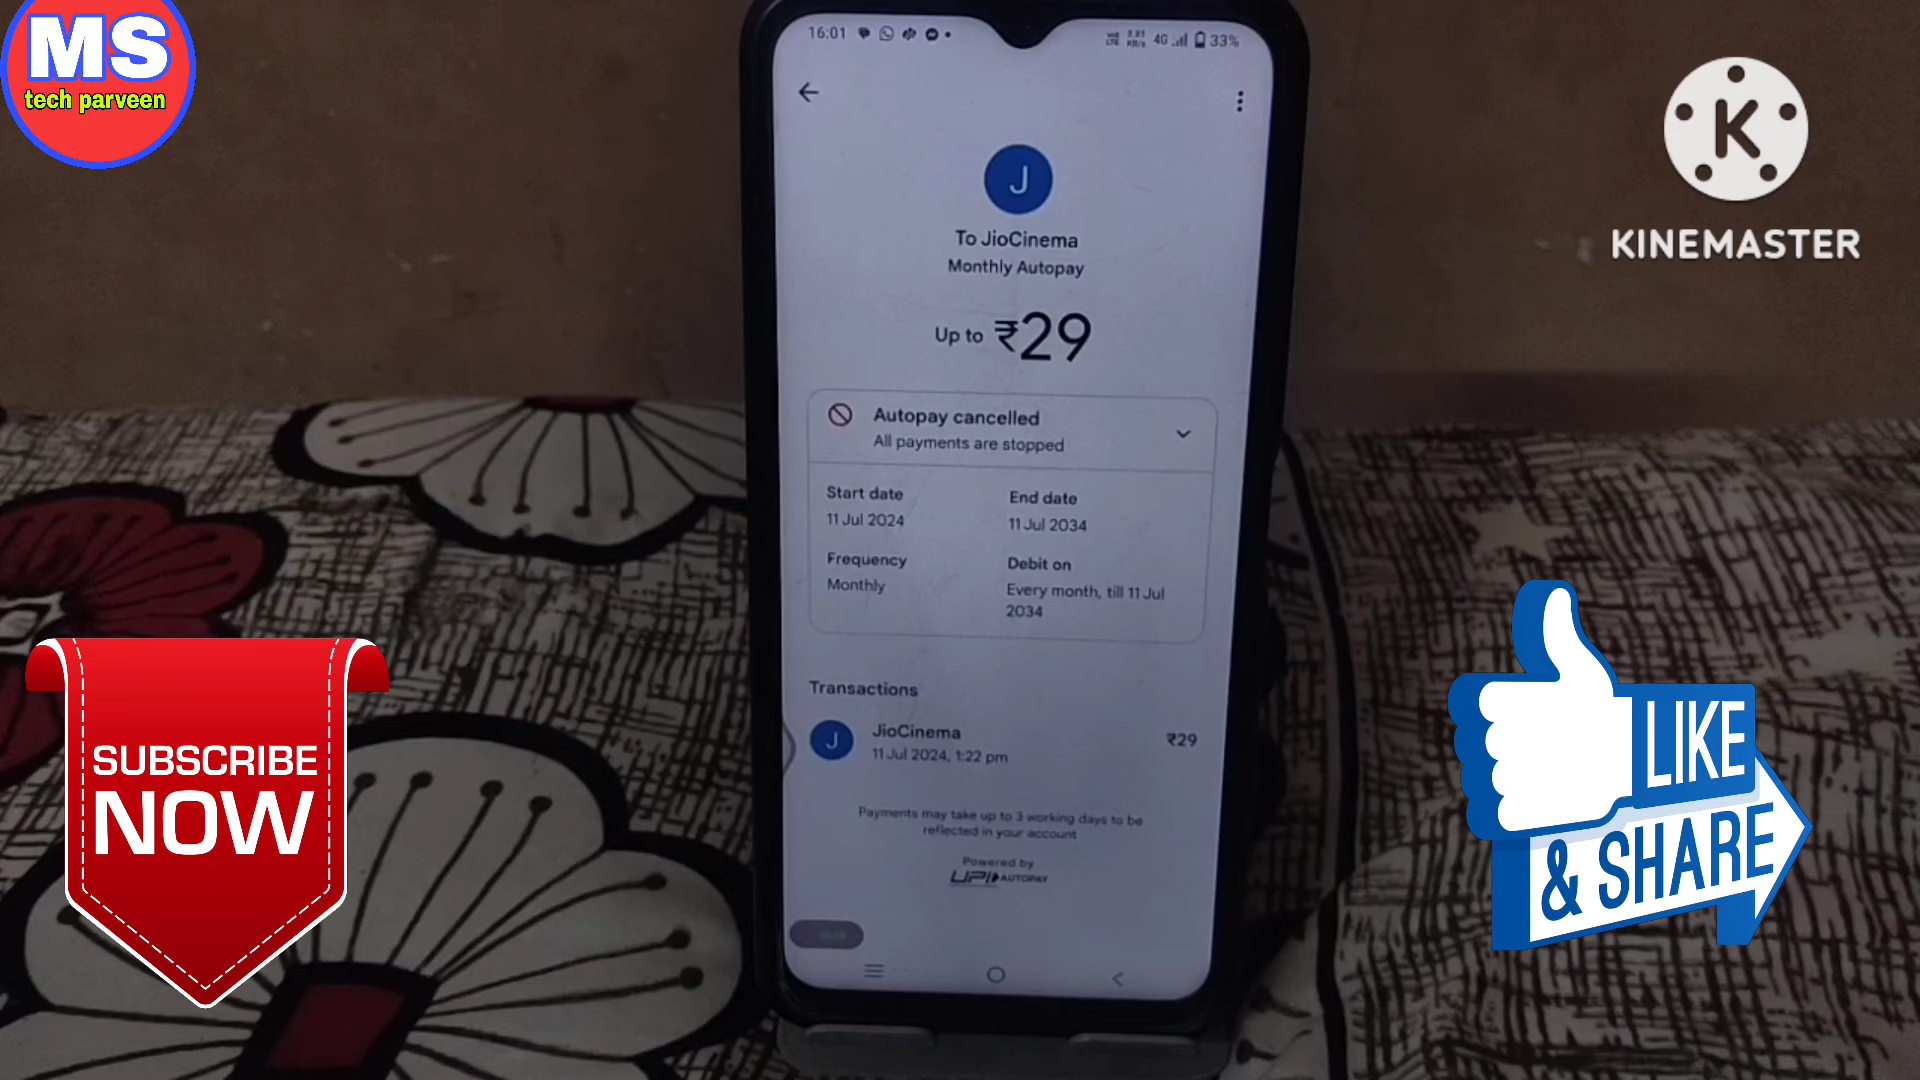 MS
tech parveen
16:01
4G
33%
J
To JioCinema
Monthly Autopay
Up to ₹29
Autopay cancelled
All payments are stopped
Start date
End date
11 Jul 2024
11 Jul 2034
Frequency
Debit on
Monthly
Every month, till 11 Jul
2034
Transactions
J
JioCinema
₹29
11 Jul 2024, 1:22 pm
Payments may take up to 3 working days to be
reflected in your account
Powered by
UPI AUTOPAY
K
KINEMASTER
SUBSCRIBE
NOW
LIKE
& SHARE